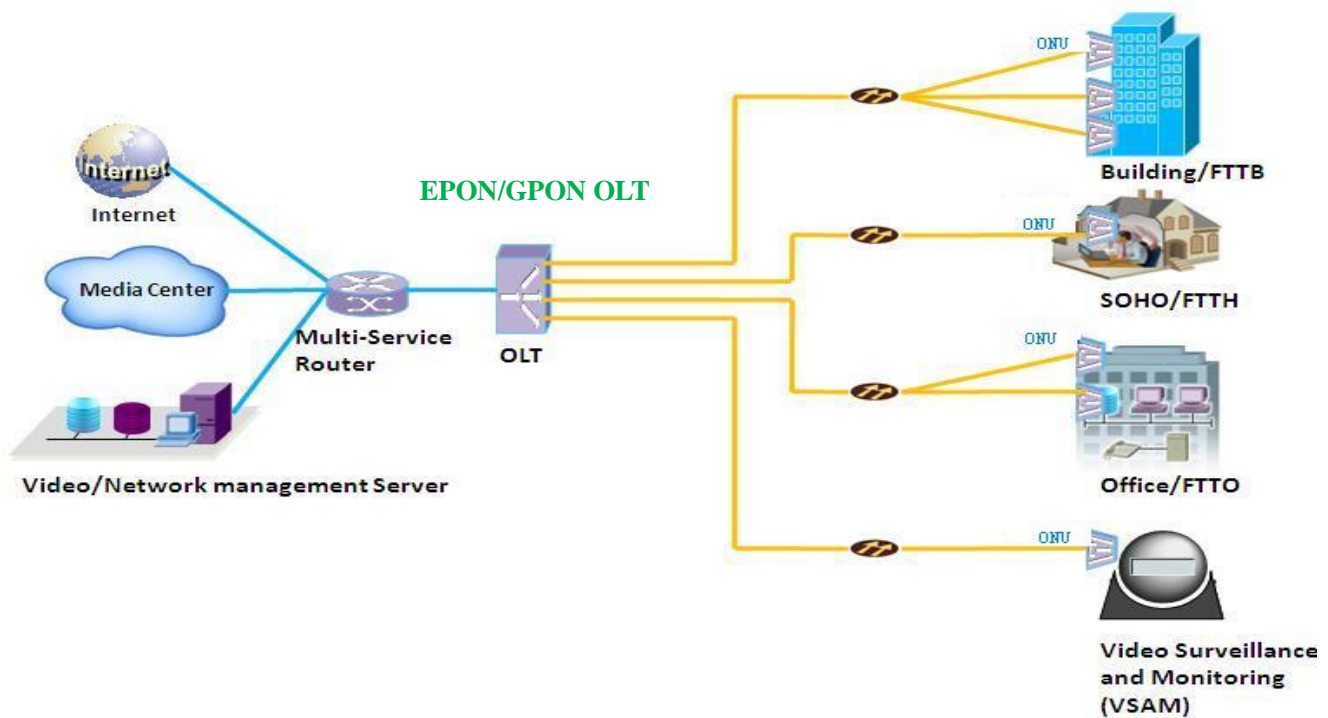 ONU
Building/FTTB
Internet
Internet
EPON/GPON OLT
ONU
SOHO/FTTH
Media Center
Multi-Service
Router
OLT
ONU
Video/Network management Server
Office/FTTO
ONU
Video Surveillance
and Monitoring
(VSAM)